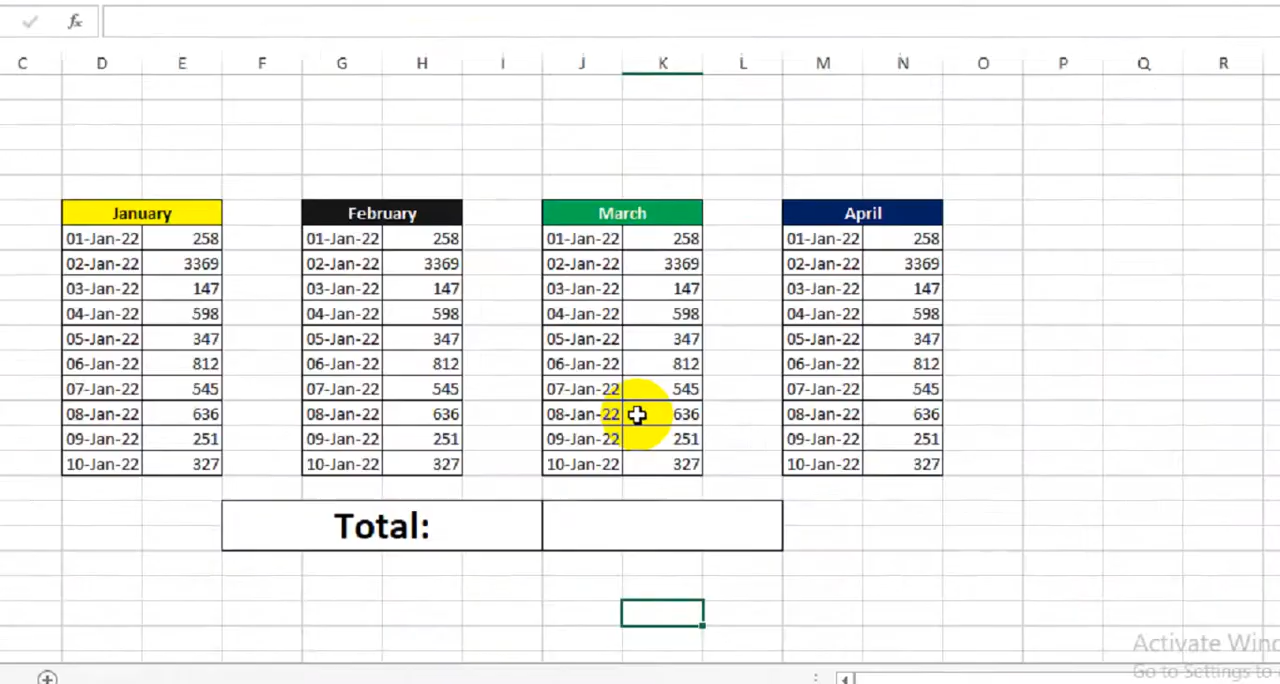 fx
C D E F G H I J K L M N O P Q R
January February March April
01-Jan-22 258 01-Jan-22 258 01-Jan-22 258 01-Jan-22 258
02-Jan-22 3369 02-Jan-22 3369 02-Jan-22 3369 02-Jan-22 3369
03-Jan-22 147 03-Jan-22 147 03-Jan-22 147 03-Jan-22 147
04-Jan-22 598 04-Jan-22 598 04-Jan-22 598 04-Jan-22 598
05-Jan-22 347 05-Jan-22 347 05-Jan-22 347 05-Jan-22 347
06-Jan-22 812 06-Jan-22 812 06-Jan-22 812 06-Jan-22 812
07-Jan-22 545 07-Jan-22 545 07-Jan-22 545 07-Jan-22 545
08-Jan-22 636 08-Jan-22 636 08-Jan-22 636 08-Jan-22 636
09-Jan-22 251 09-Jan-22 251 09-Jan-22 251 09-Jan-22 251
10-Jan-22 327 10-Jan-22 327 10-Jan-22 327 10-Jan-22 327
Total:
Activate Wind
Go to Settings to